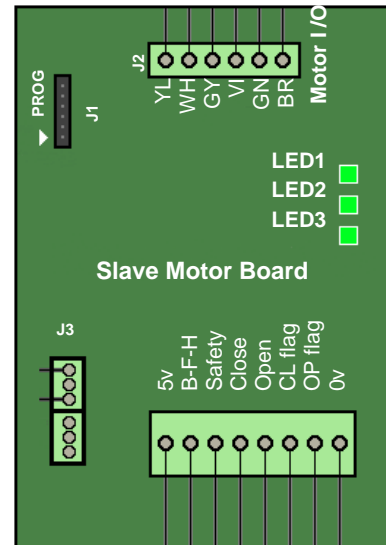 Motor I/O
J2
YL
WH
GY
VI
GN
BR
PROG
J1
LED1
LED2
LED3
Slave Motor Board
J3
5v
B-F-H
Safety
Close
Open
CL flag
OP flag
0v